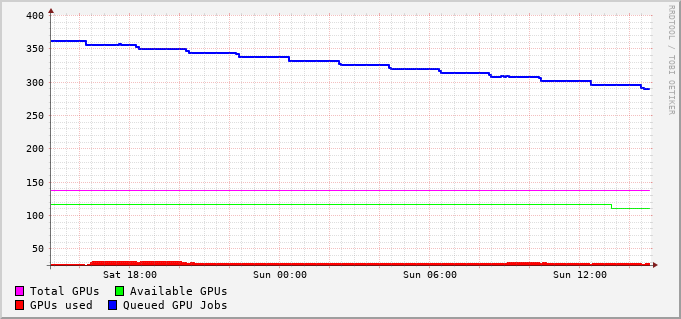 400
350
300
250
200
150
100
50
Sat 18:00 Sun 00:00 Sun 06:00 Sun 12:00
Total GPUs Available GPUs
GPUs used Queued GPU Jobs
RRDTOOL / TOBI OETIKER